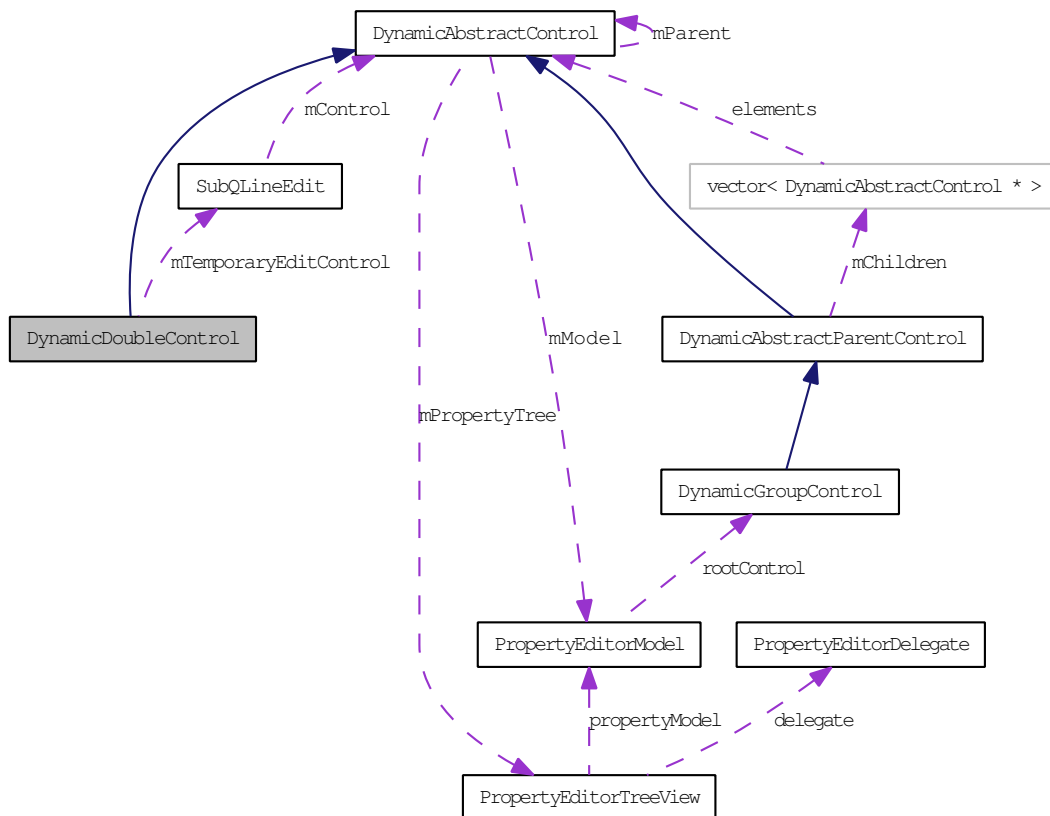 DynamicAbstractControl
mParent
mControl
elements
SubQLineEdit
vector< DynamicAbstractControl * >
mTemporaryEditControl
mChildren
DynamicDoubleControl
mModel
DynamicAbstractParentControl
mPropertyTree
DynamicGroupControl
rootControl
PropertyEditorModel
PropertyEditorDelegate
propertyModel
delegate
PropertyEditorTreeView